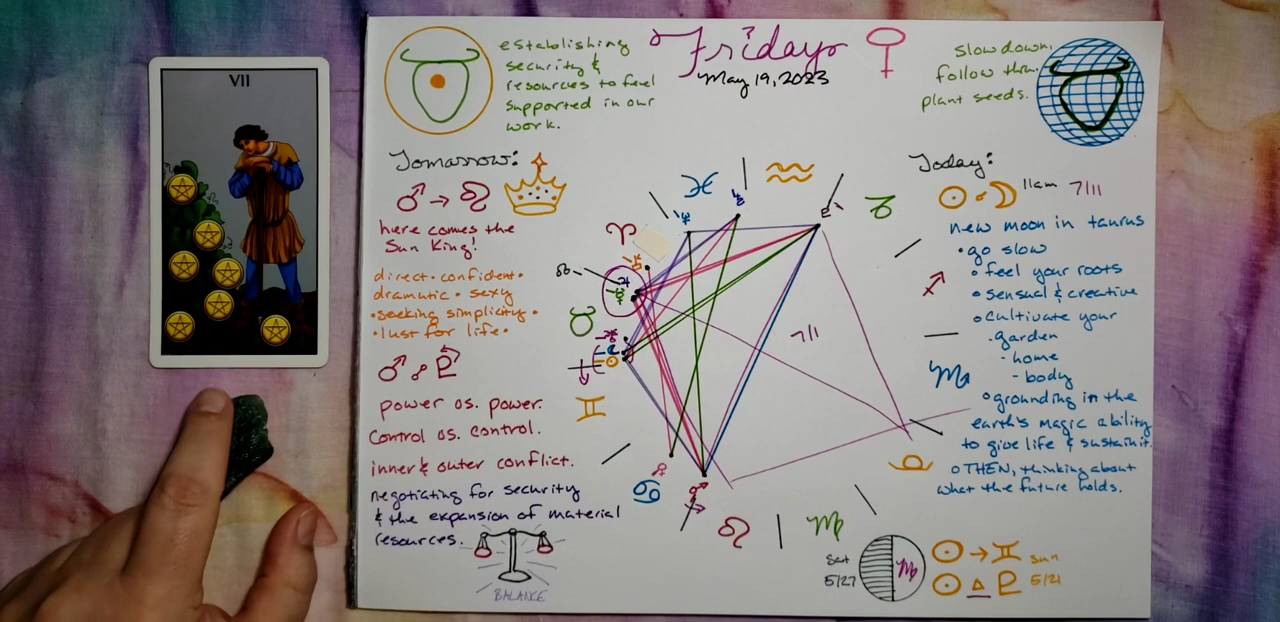 VII
establishing
security &
resources to feel
supported in our
work.
Friday
May 19, 2023
slow down.
follow thru.
plant seeds.
Tomarrow:
♂ → ♌
here comes the
Sun King!
direct · confident ·
dramatic · sexy
· seeking simplicity ·
· lust for life ·
♂ ☍ ♇
power os. power.
control os. control.
inner & outer conflict.
negotiating for security
& the expansion of material
resources.
BALANCE
7/11
Today:
☉ ☌ ☽ 11am 7/11
new moon in taurus
· go slow
feel your roots
sensual & creative
cultivate your
- garden
- home
- body
grounding in the
earth's magic ability
to give life & sustain it.
THEN, thinking about
what the future holds.
sat
5/27
☉ → ♊ sun
☉ △ ♇ 5/21